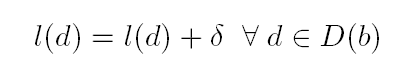 l(d) = l(d) + δ ∀ d ∈ D(b)